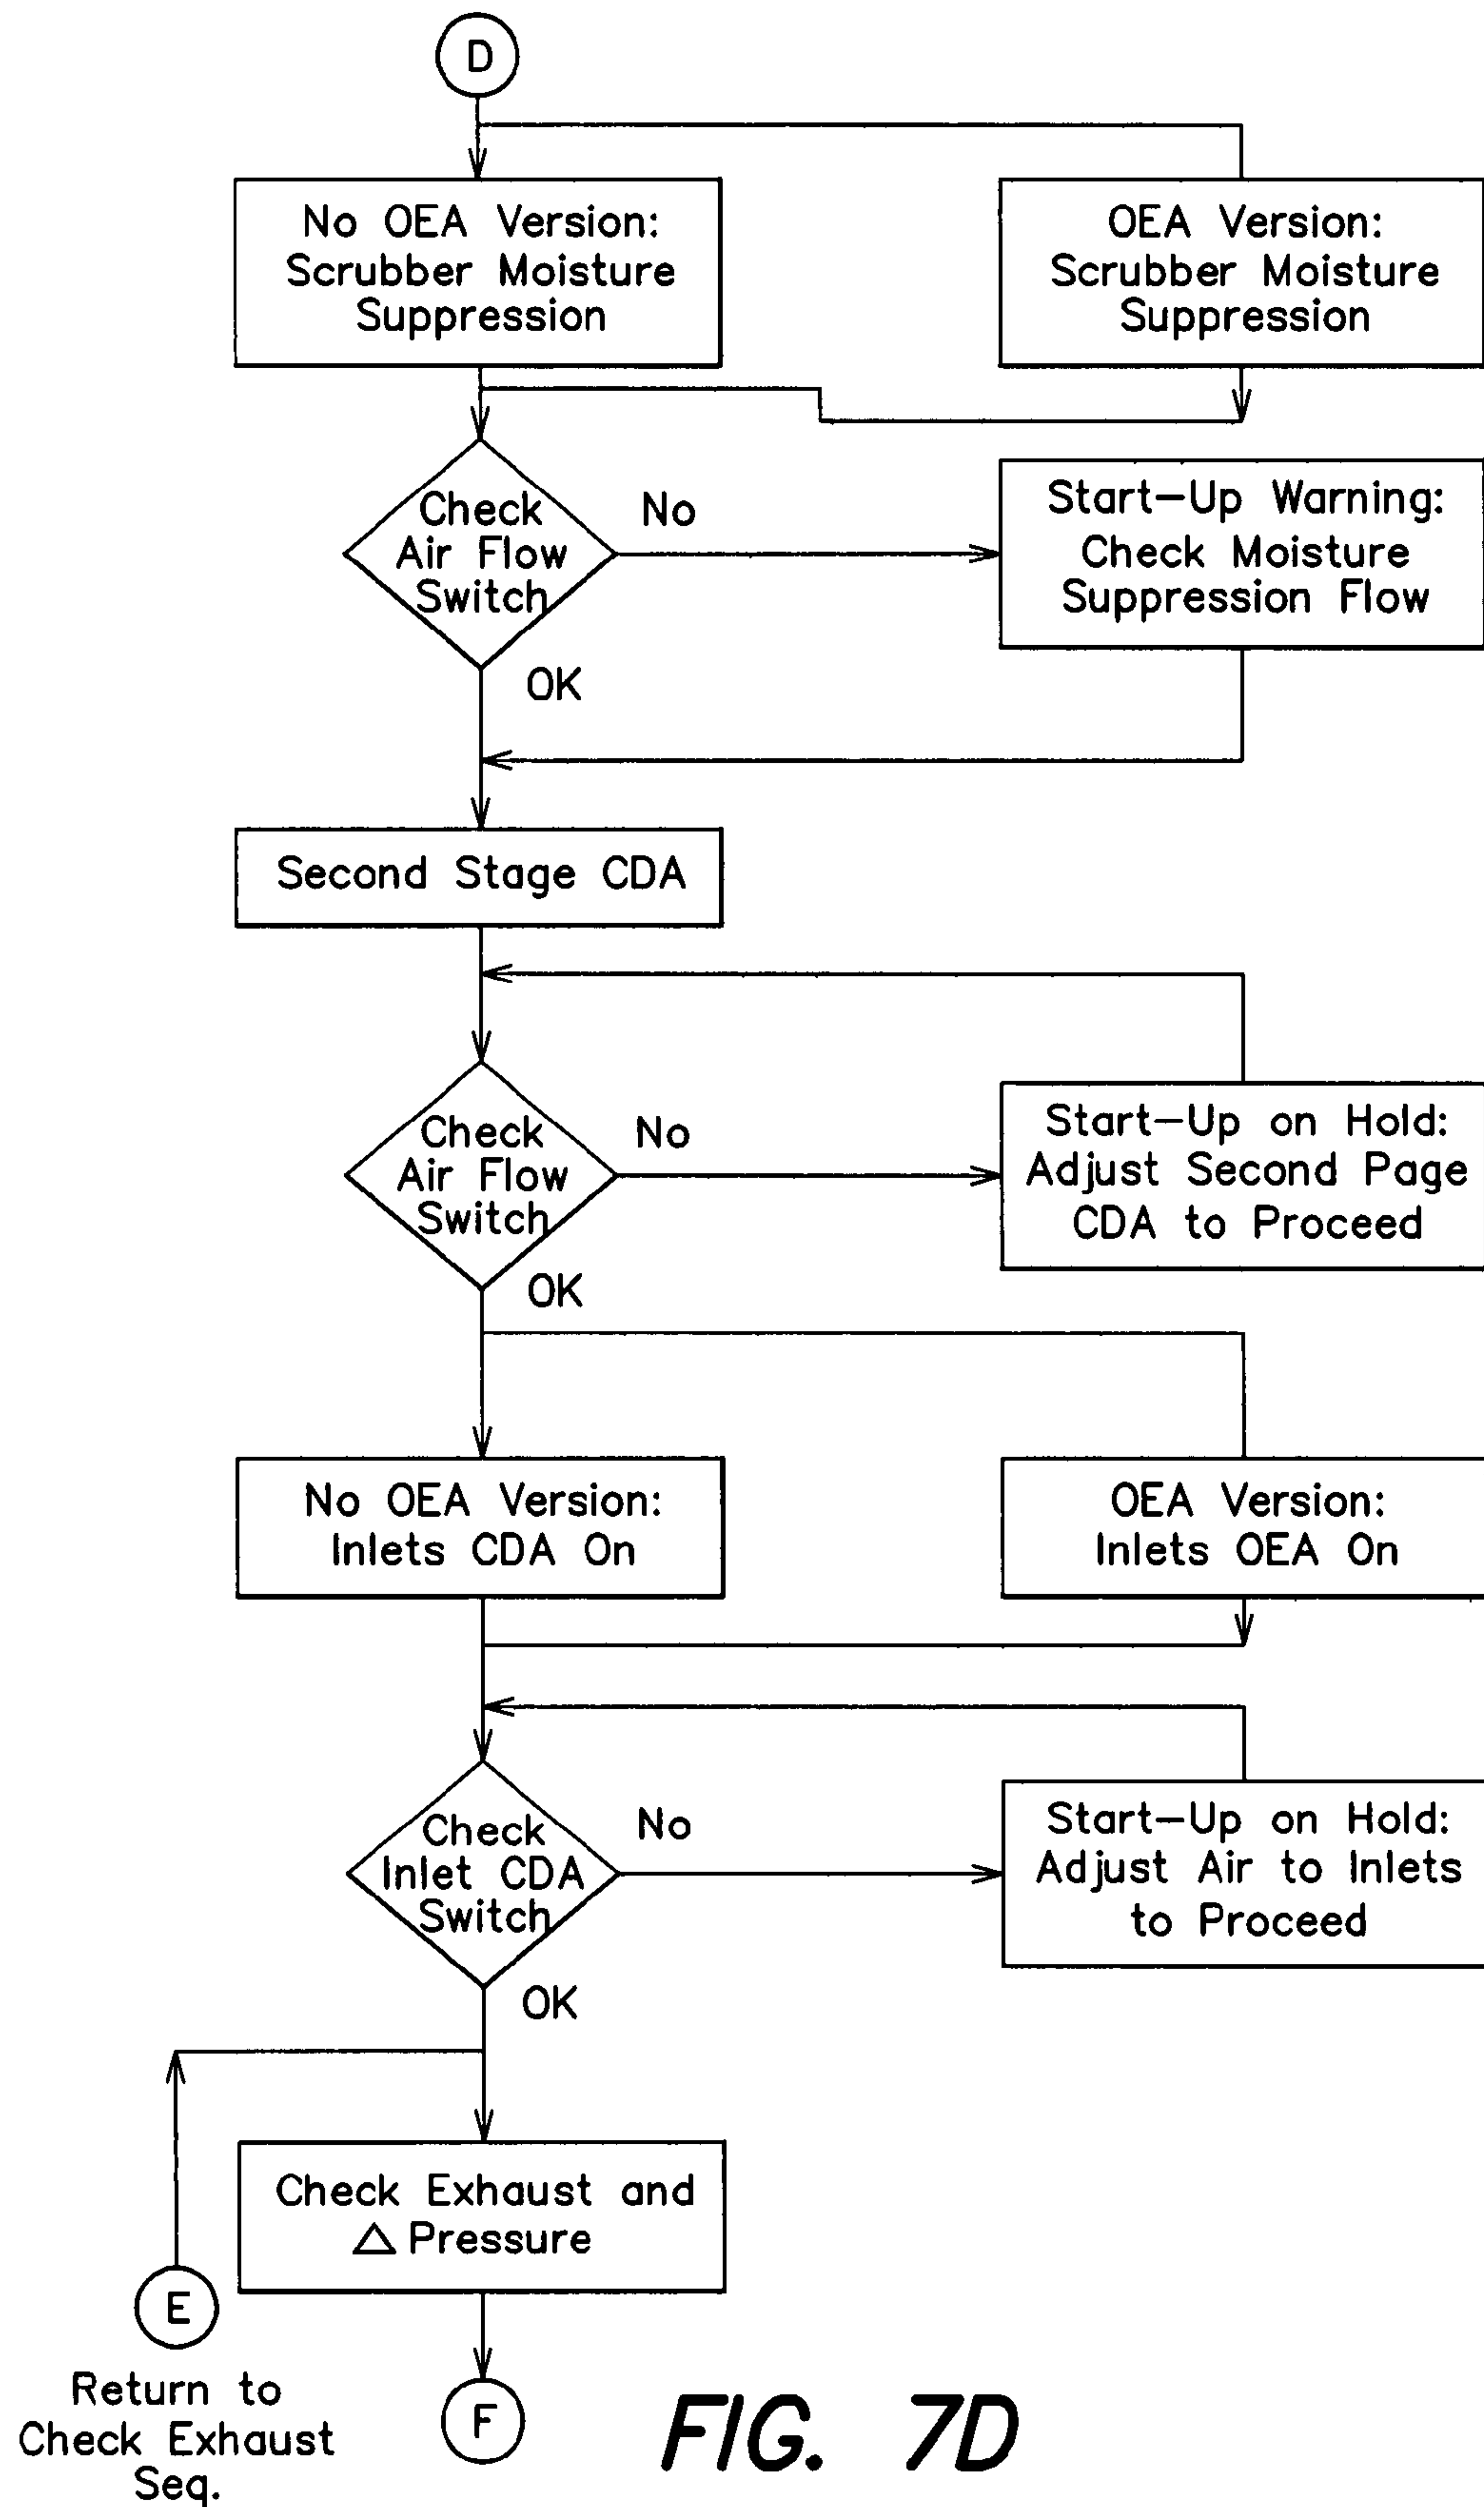 D
No OEA Version:
Scrubber Moisture
Suppression
OEA Version:
Scrubber Moisture
Suppression
Check
Air Flow
Switch
No
Start-Up Warning:
Check Moisture
Suppression Flow
OK
Second Stage CDA
Check
Air Flow
Switch
No
Start-Up on Hold:
Adjust Second Page
CDA to Proceed
OK
No OEA Version:
Inlets CDA On
OEA Version:
Inlets OEA On
Check
Inlet CDA
Switch
No
Start-Up on Hold:
Adjust Air to Inlets
to Proceed
OK
Check Exhaust and
△ Pressure
E
Return to
Check Exhaust
Seq.
F
FIG. 7D